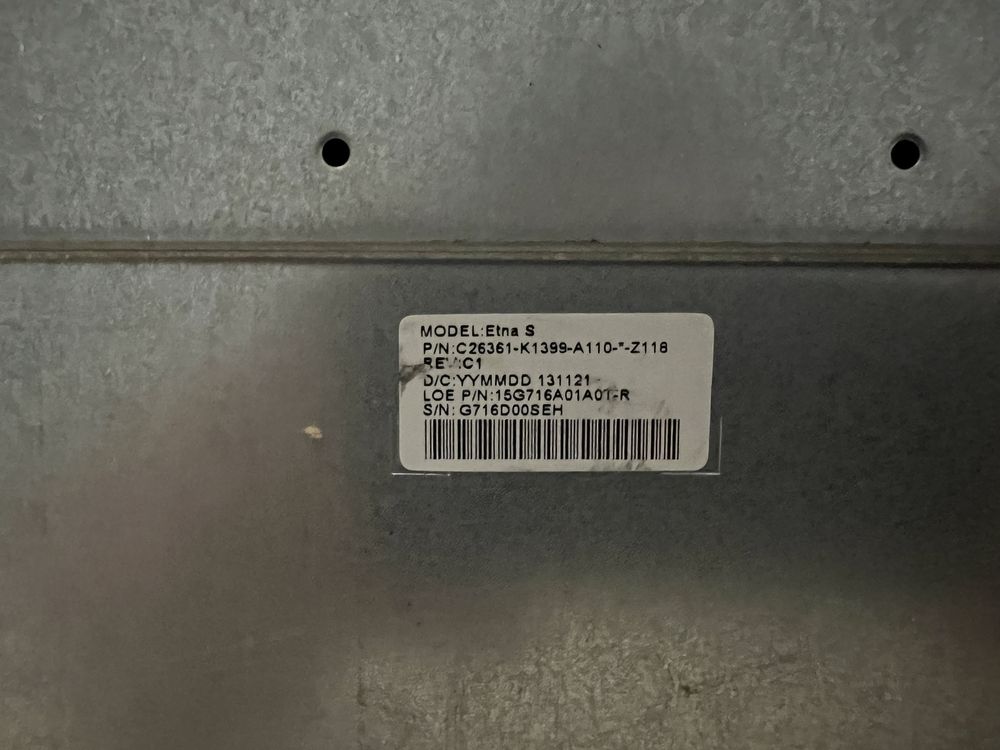 MODEL:Etna S
P/N:C26361-K1399-A110-*-Z118
REV:C1
D/C:YYMMDD 131121
LOE P/N:15G716A01A0T-R
S/N: G716D00SEH